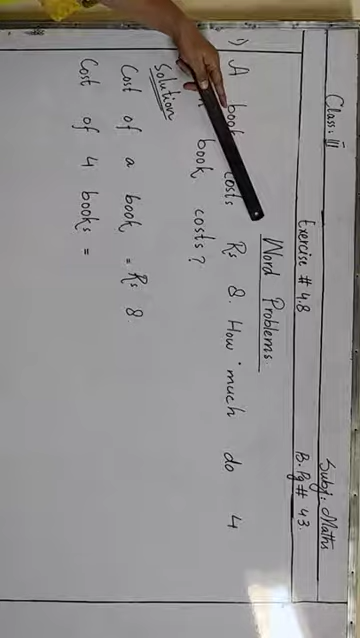 Class: III Subj: Maths
Exercise # 4.8 B. Pg # 43.
Word Problems
i) A book costs Rs 8. How much do 4
book costs?
Solution
Cost of a book = Rs 8
Cost of 4 books =